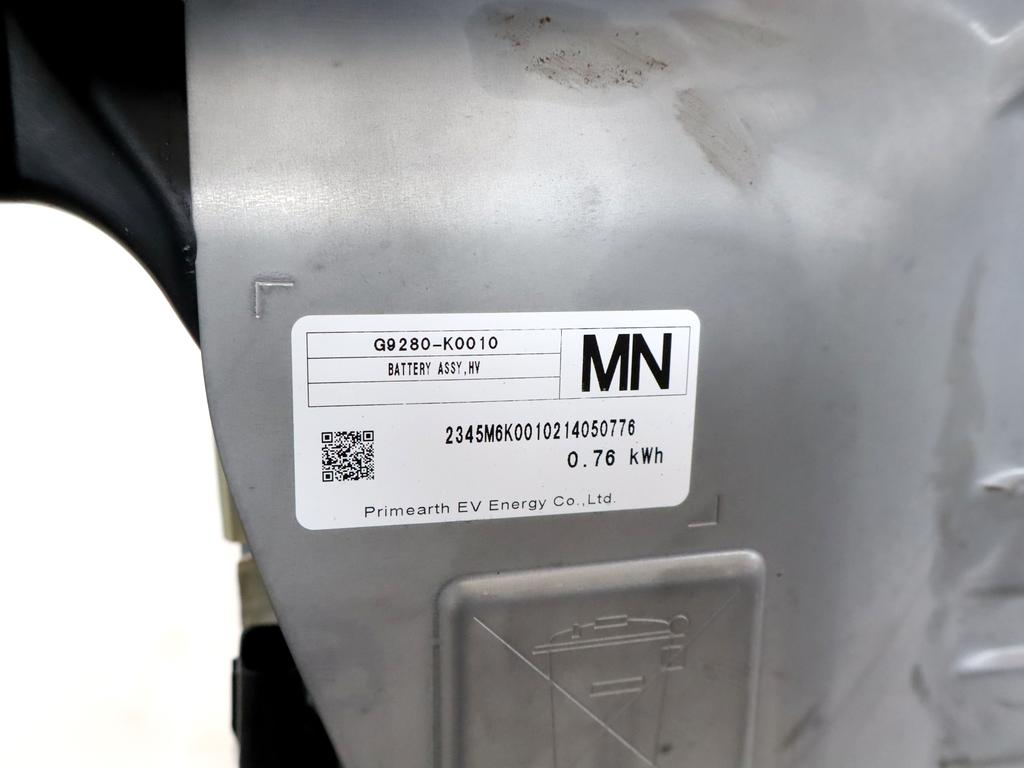 G9280-K0010
BATTERY ASSY,HV
MN
2345M6K0010214050776
0.76 kWh
Primearth EV Energy Co.,Ltd.